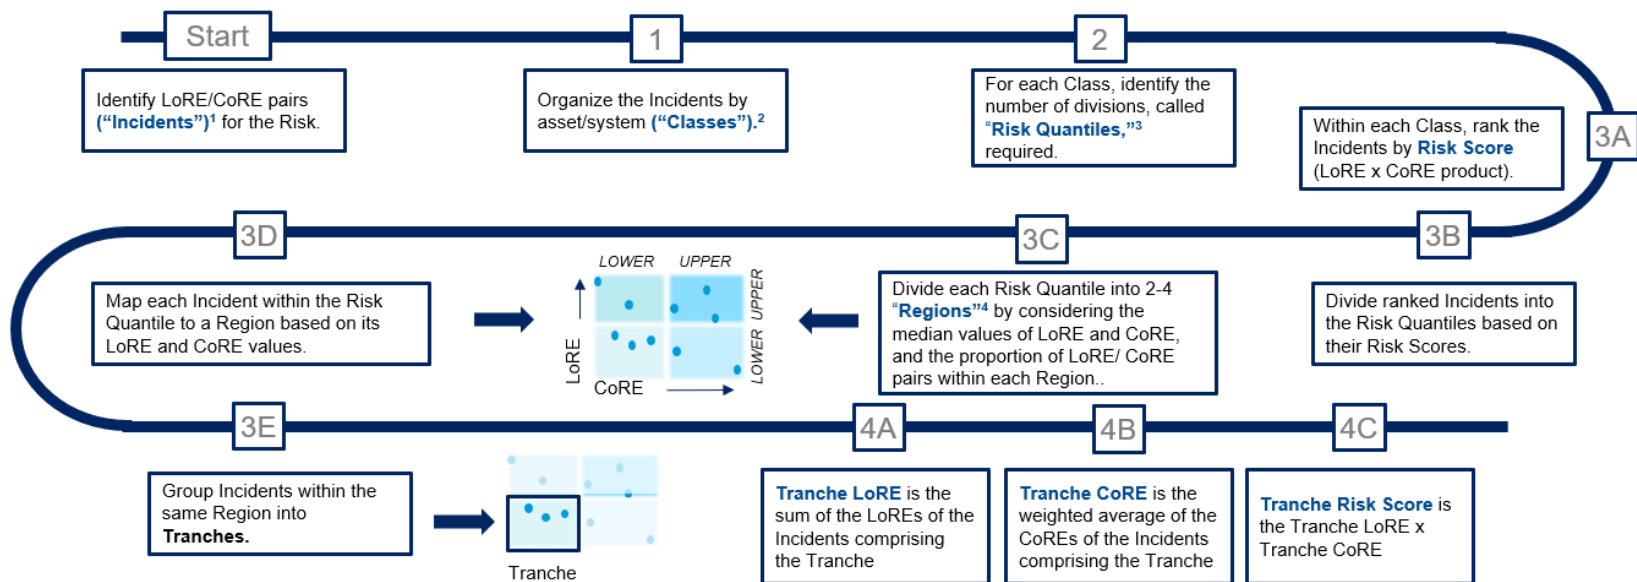 Start
1
2
Identify LoRE/CoRE pairs
(“Incidents”)¹ for the Risk.
Organize the Incidents by
asset/system (“Classes”).²
For each Class, identify the
number of divisions, called
“Risk Quantiles,”³
required.
3A
Within each Class, rank the
Incidents by Risk Score
(LoRE x CoRE product).
3D
3C
3B
Map each Incident within the Risk
Quantile to a Region based on its
LoRE and CoRE values.
LOWER UPPER
UPPER
LOWER
LoRE
CoRE
Divide each Risk Quantile into 2-4
“Regions”⁴ by considering the
median values of LoRE and CoRE,
and the proportion of LoRE/ CoRE
pairs within each Region..
Divide ranked Incidents into
the Risk Quantiles based on
their Risk Scores.
3E
4A
4B
4C
Group Incidents within the
same Region into
Tranches.
Tranche
Tranche LoRE is the
sum of the LoREs of the
Incidents comprising
the Tranche
Tranche CoRE is the
weighted average of the
CoREs of the Incidents
comprising the Tranche
Tranche Risk Score is
the Tranche LoRE x
Tranche CoRE